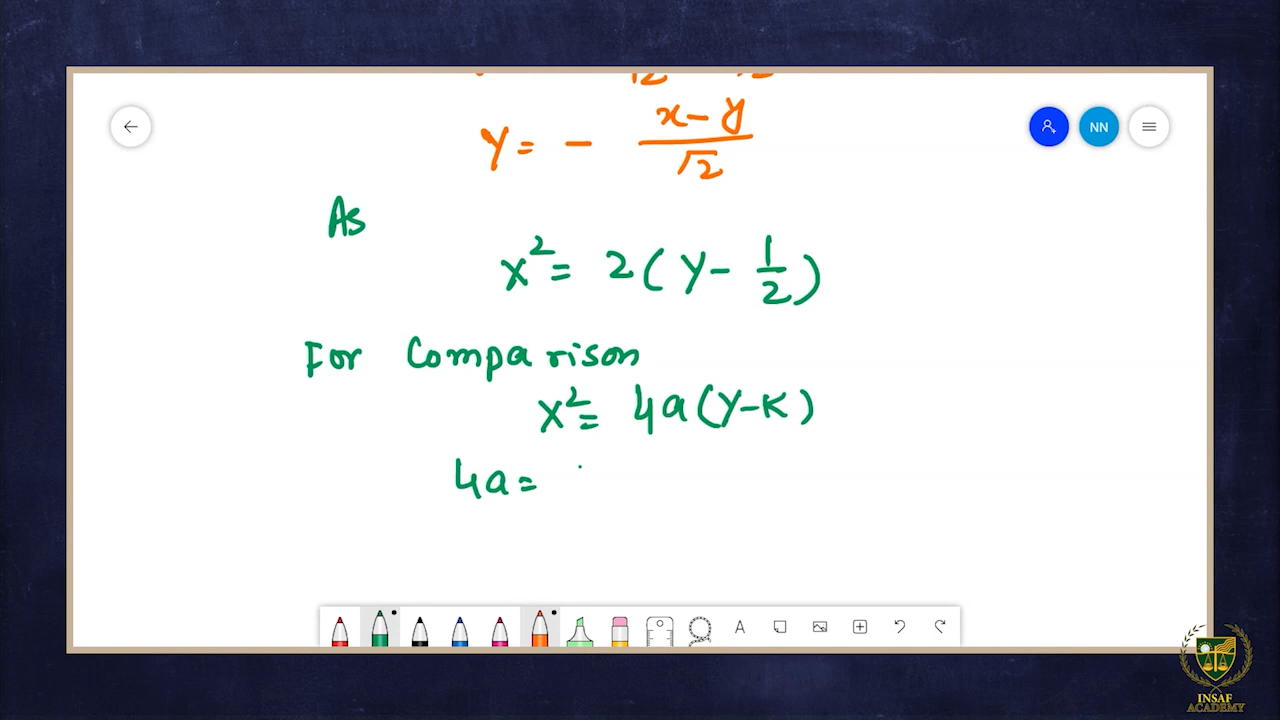 Y = - (x - y)/√2
As
X² = 2(Y - 1/2)
For Comparison
X² = 4a(Y-K)
4a =
NN
A
INSAF
ACADEMY